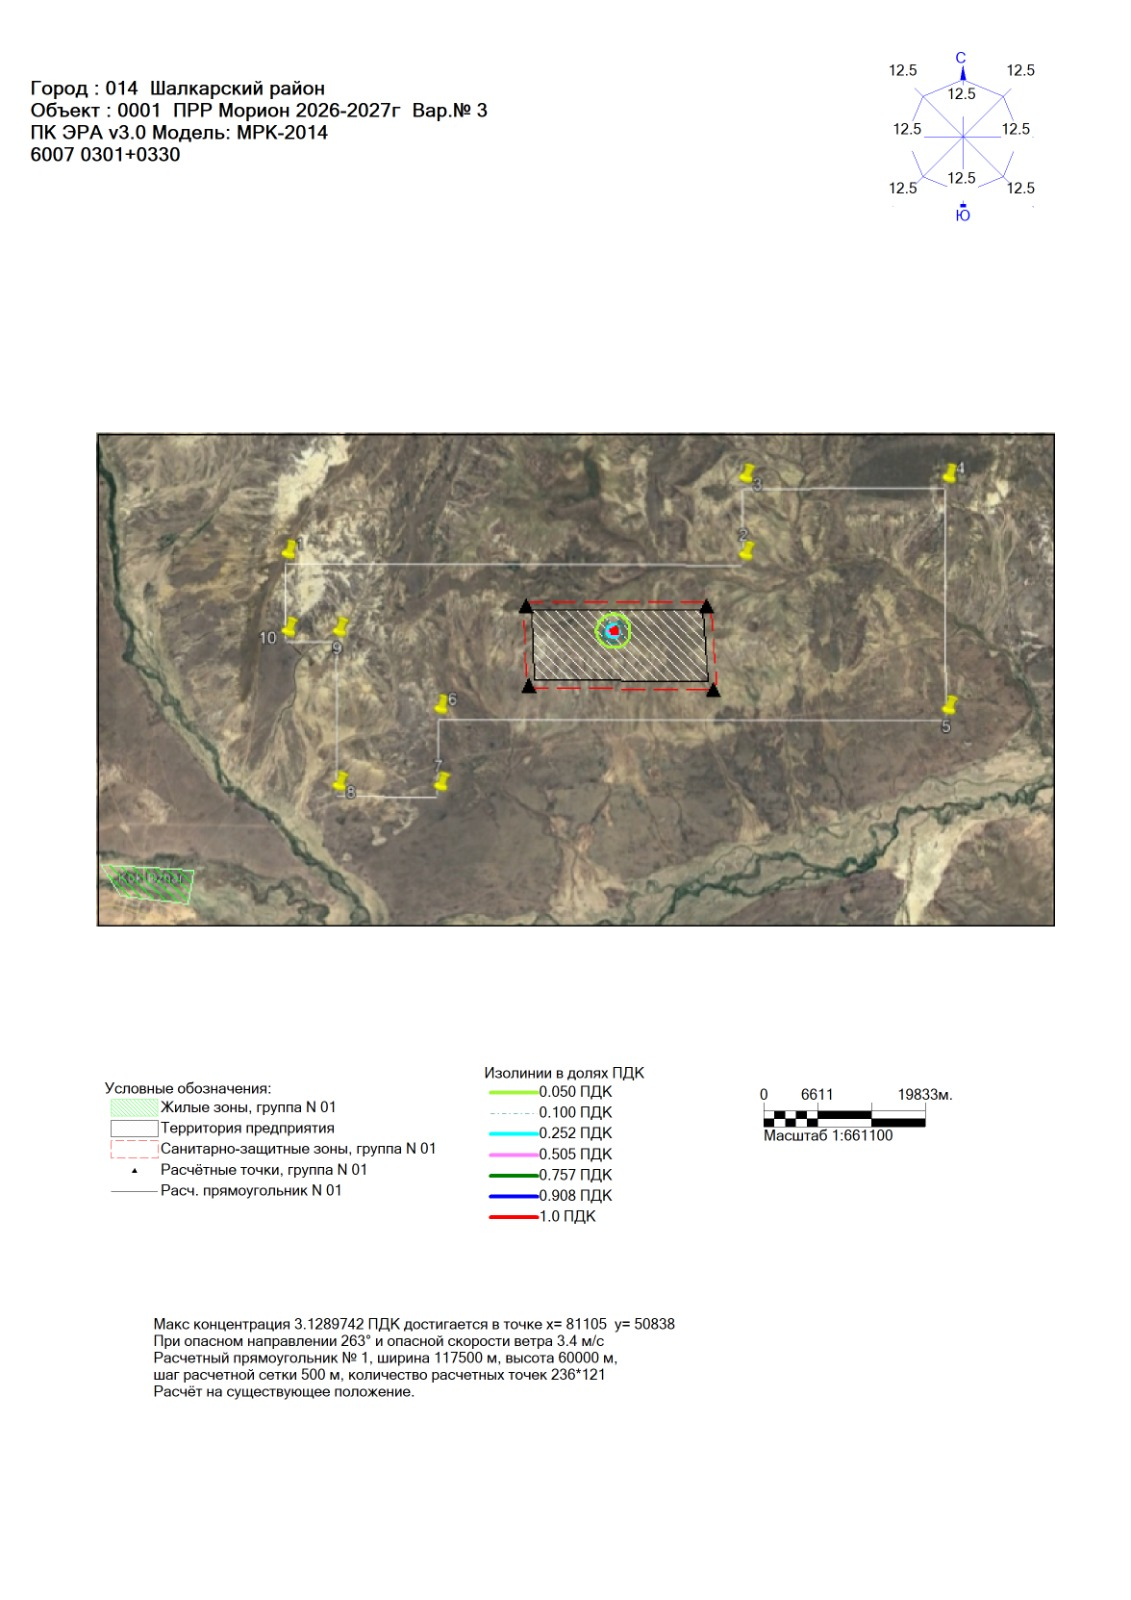 Город : 014 Шалкарский район
Объект : 0001 ПРР Морион 2026-2027г Вар.№ 3
ПК ЭРА v3.0 Модель: МРК-2014
6007 0301+0330
С
12.5 12.5
12.5
12.5 12.5
12.5
12.5 12.5
Ю
3 4
2
1
10
9
6
5
7
8
Условные обозначения:
Жилые зоны, группа N 01
Территория предприятия
Санитарно-защитные зоны, группа N 01
Расчётные точки, группа N 01
Расч. прямоугольник N 01
Изолинии в долях ПДК
0.050 ПДК
0.100 ПДК
0.252 ПДК
0.505 ПДК
0.757 ПДК
0.908 ПДК
1.0 ПДК
0 6611 19833м.
Масштаб 1:661100
Макс концентрация 3.1289742 ПДК достигается в точке x= 81105 y= 50838
При опасном направлении 263° и опасной скорости ветра 3.4 м/с
Расчетный прямоугольник № 1, ширина 117500 м, высота 60000 м,
шаг расчетной сетки 500 м, количество расчетных точек 236*121
Расчёт на существующее положение.